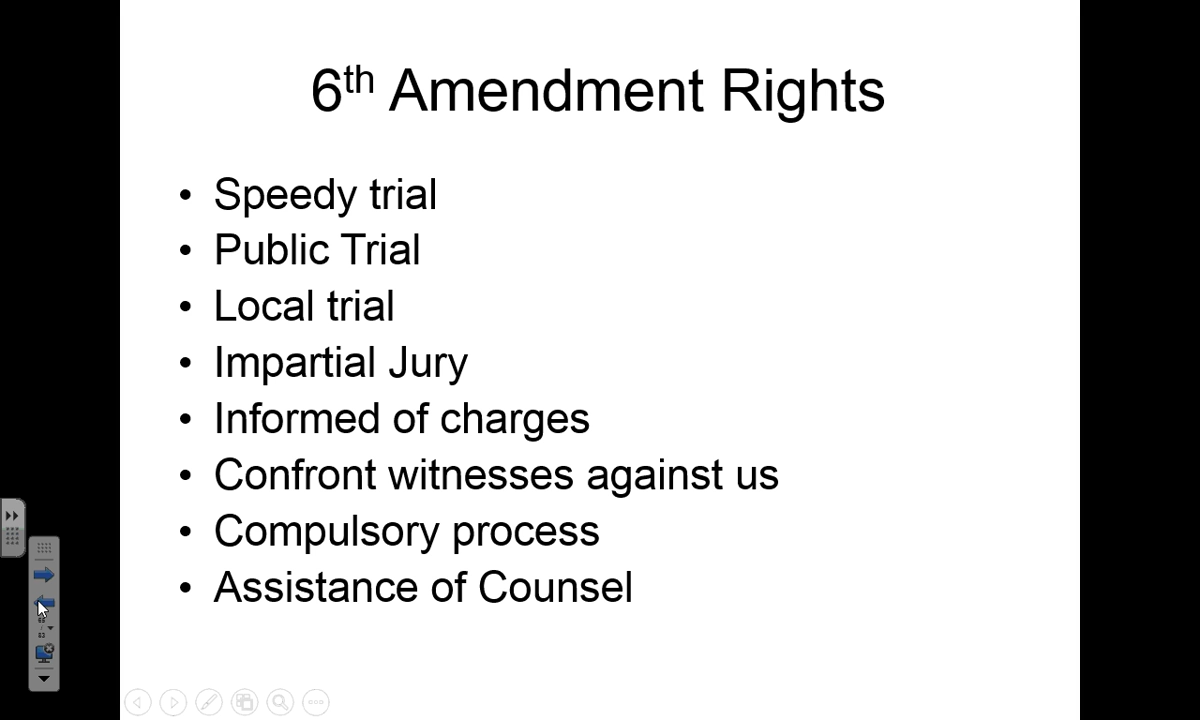 6th Amendment Rights
• Speedy trial
• Public Trial
• Local trial
• Impartial Jury
• Informed of charges
• Confront witnesses against us
• Compulsory process
• Assistance of Counsel